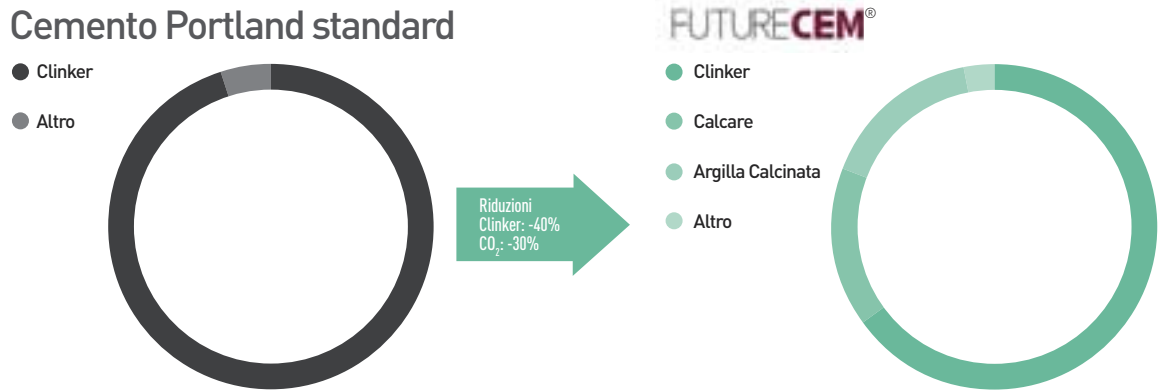 Cemento Portland standard
Clinker
Altro
Riduzioni
Clinker: -40%
CO₂: -30%
FUTURECEM®
Clinker
Calcare
Argilla Calcinata
Altro